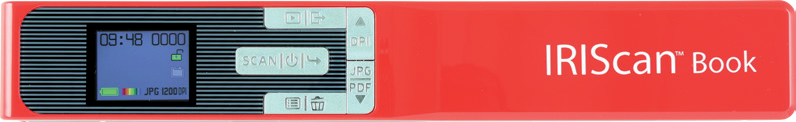 09:48 0000
JPG 1200DPI
SCAN
DPI
JPG
PDF
IRIScan™ Book